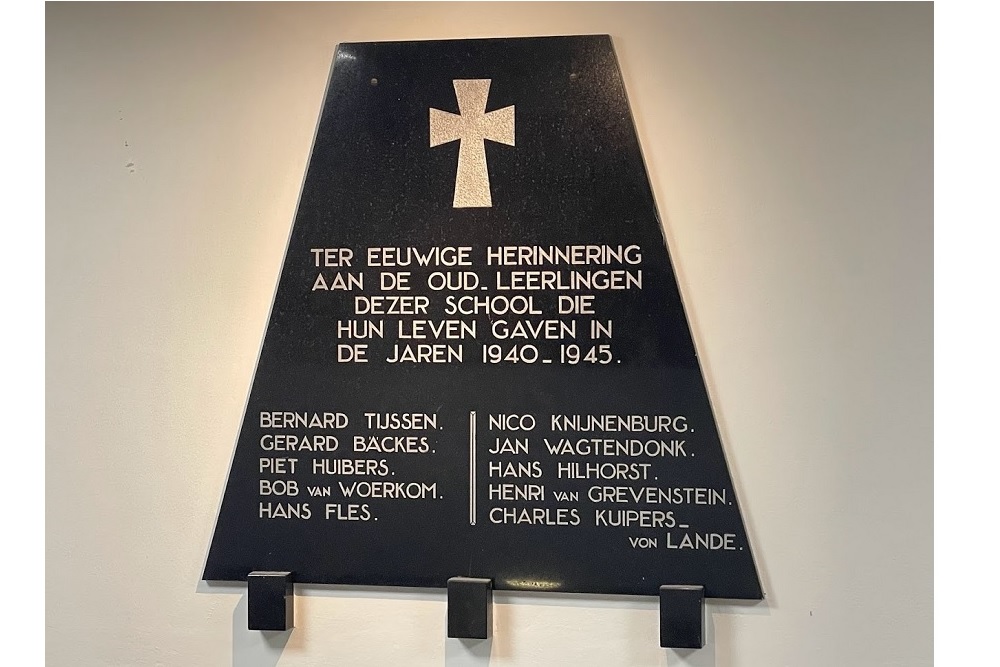 TER EEUWIGE HERINNERING
AAN DE OUD_LEERLINGEN
DEZER SCHOOL DIE
HUN LEVEN GAVEN IN
DE JAREN 1940_1945.
BERNARD TIJSSEN.
GERARD BÄCKES.
PIET HUIBERS.
BOB VAN WOERKOM.
HANS FLES.
NICO KNIJNENBURG.
JAN WAGTENDONK.
HANS HILHORST.
HENRI VAN GREVENSTEIN.
CHARLES KUIPERS_
VON LANDE.